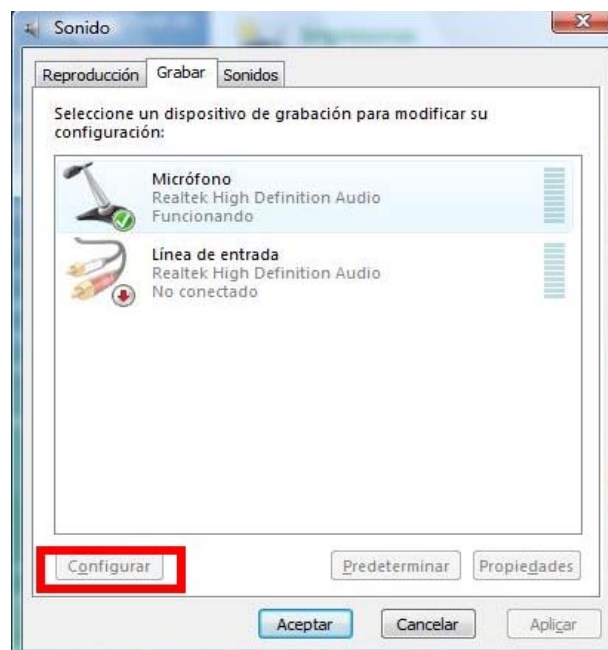 Sonido
Reproducción Grabar Sonidos
Seleccione un dispositivo de grabación para modificar su
configuración:
Micrófono
Realtek High Definition Audio
Funcionando
Línea de entrada
Realtek High Definition Audio
No conectado
Configurar Predeterminar Propiedades
Aceptar Cancelar Aplicar